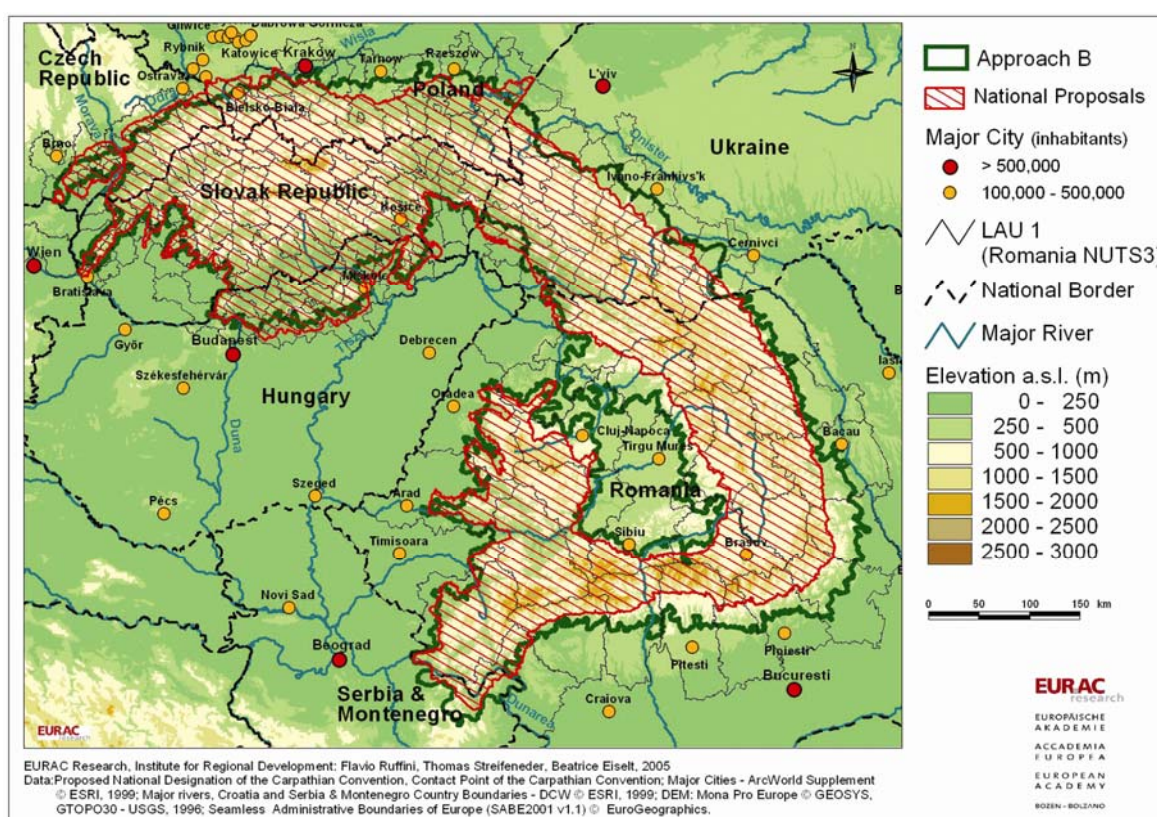 Gliwice
Dabrowa Gornicza
Czech
Republic
Rybnik
Katowice
Kraków
Wisla
Tarnow
Rzeszow
L'viv
Ostrava
Odra
Poland
Bielsko-Biala
Morava
Brno
Dnister
Ukraine
Slovak Republic
Ivano-Frankivs'k
Košice
Wien
Cernivci
Bratislava
Miskolc
Budapest
Tisza
Györ
Debrecen
Iasi
Székesfehérvár
Hungary
Oradea
Duna
Cluj-Napoca
Bacau
Tirgu Mures
Pécs
Szeged
Arad
Romania
Timisoara
Sibiu
Brasov
Novi Sad
Beograd
Pitesti
Ploiesti
Serbia &
Montenegro
Dunarea
Craiova
Bucuresti
EURAC
research
N
Approach B
National Proposals
Major City (inhabitants)
> 500,000
100,000 - 500,000
LAU 1
(Romania NUTS3)
National Border
Major River
Elevation a.s.l. (m)
0 - 250
250 - 500
500 - 1000
1000 - 1500
1500 - 2000
2000 - 2500
2500 - 3000
0 50 100 150 km
EURAC
research
EUROPÄISCHE
AKADEMIE
ACCADEMIA
EUROPEA
EUROPEAN
ACADEMY
BOZEN - BOLZANO
EURAC Research, Institute for Regional Development: Flavio Ruffini, Thomas Streifeneder, Beatrice Eiselt, 2005
Data:Proposed National Designation of the Carpathian Convention, Contact Point of the Carpathian Convention; Major Cities - ArcWorld Supplement
© ESRI, 1999; Major rivers, Croatia and Serbia & Montenegro Country Boundaries - DCW © ESRI, 1999; DEM: Mona Pro Europe © GEOSYS,
GTOPO30 - USGS, 1996; Seamless Administrative Boundaries of Europe (SABE2001 v1.1) © EuroGeographics.